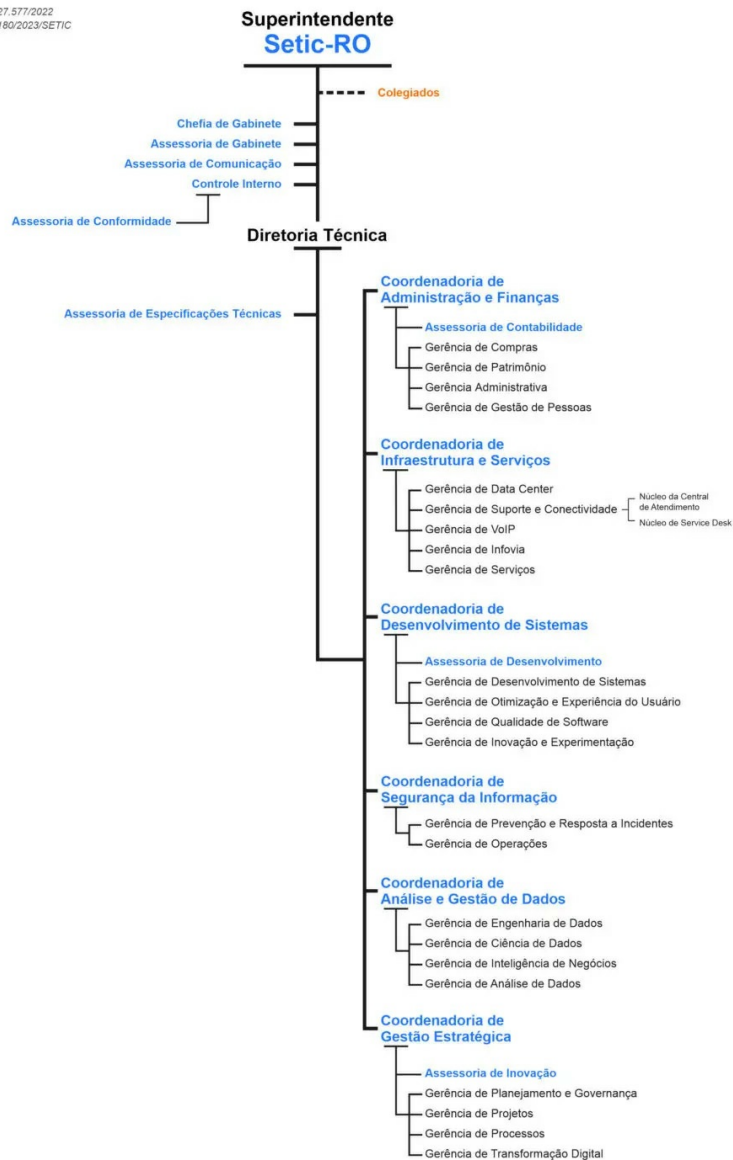 27.577/2022
180/2023/SETIC
Superintendente
Setic-RO
Colegiados
Chefia de Gabinete
Assessoria de Gabinete
Assessoria de Comunicação
Controle Interno
Assessoria de Conformidade
Diretoria Técnica
Assessoria de Especificações Técnicas
Coordenadoria de
Administração e Finanças
Assessoria de Contabilidade
Gerência de Compras
Gerência de Patrimônio
Gerência Administrativa
Gerência de Gestão de Pessoas
Coordenadoria de
Infraestrutura e Serviços
Gerência de Data Center
Gerência de Suporte e Conectividade
Núcleo da Central
de Atendimento
Núcleo de Service Desk
Gerência de VoIP
Gerência de Infovia
Gerência de Serviços
Coordenadoria de
Desenvolvimento de Sistemas
Assessoria de Desenvolvimento
Gerência de Desenvolvimento de Sistemas
Gerência de Otimização e Experiência do Usuário
Gerência de Qualidade de Software
Gerência de Inovação e Experimentação
Coordenadoria de
Segurança da Informação
Gerência de Prevenção e Resposta a Incidentes
Gerência de Operações
Coordenadoria de
Análise e Gestão de Dados
Gerência de Engenharia de Dados
Gerência de Ciência de Dados
Gerência de Inteligência de Negócios
Gerência de Análise de Dados
Coordenadoria de
Gestão Estratégica
Assessoria de Inovação
Gerência de Planejamento e Governança
Gerência de Projetos
Gerência de Processos
Gerência de Transformação Digital